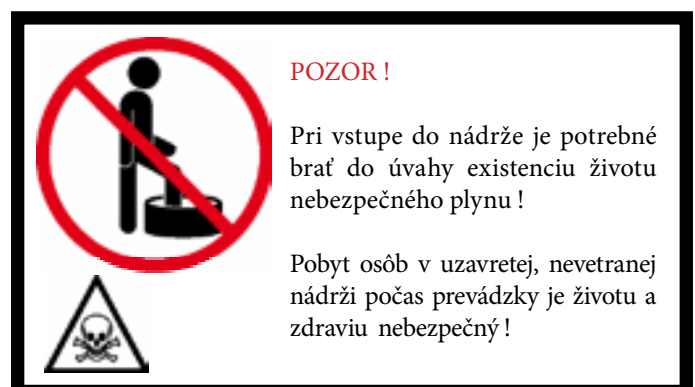 POZOR !
Pri vstupe do nádrže je potrebné
brať do úvahy existenciu životu
nebezpečného plynu !
Pobyt osôb v uzavretej, nevetranej
nádrži počas prevádzky je životu a
zdraviu nebezpečný !